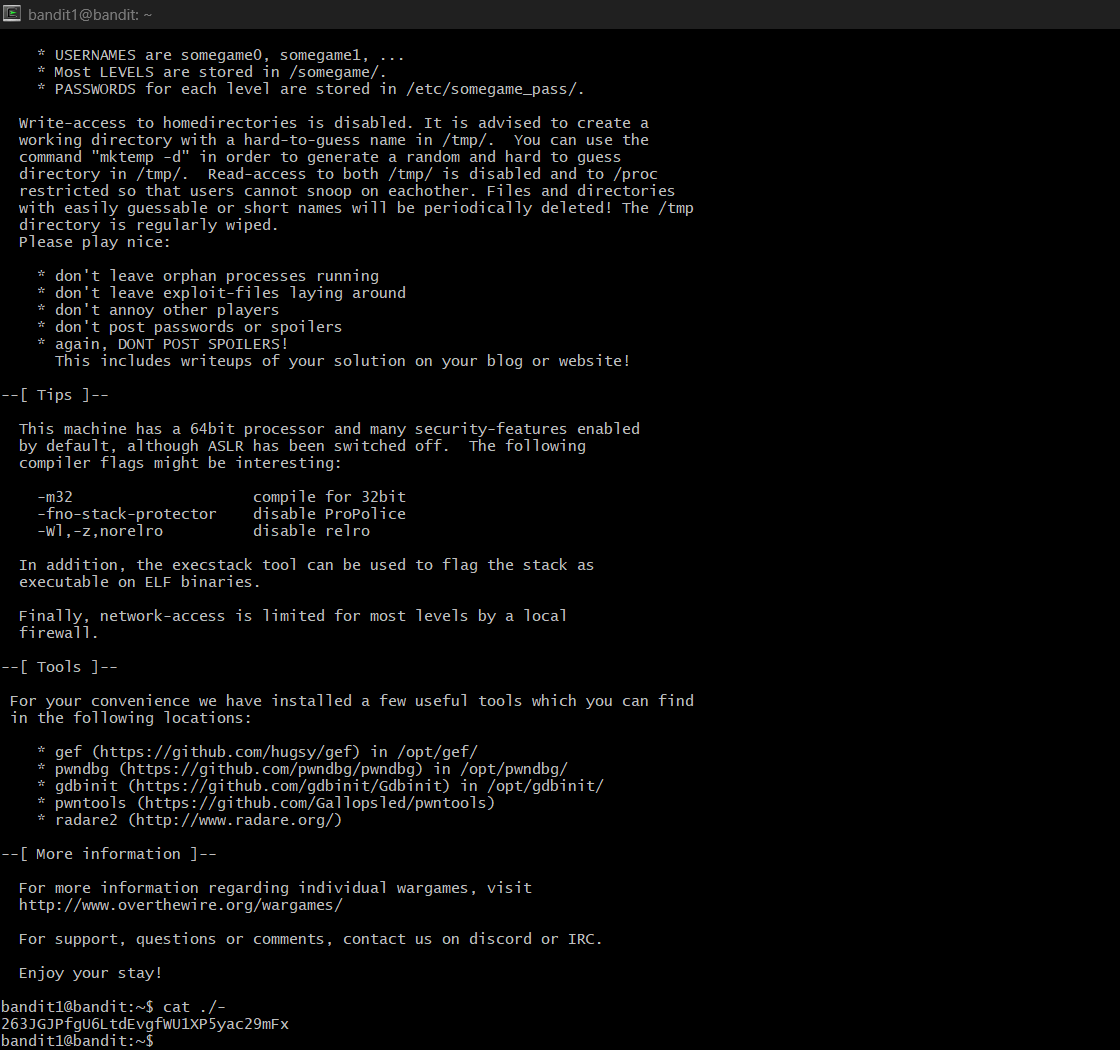 bandit1@bandit: ~
* USERNAMES are somegame0, somegame1, ...
* Most LEVELS are stored in /somegame/.
* PASSWORDS for each level are stored in /etc/somegame_pass/.
Write-access to homedirectories is disabled. It is advised to create a
working directory with a hard-to-guess name in /tmp/.  You can use the
command "mktemp -d" in order to generate a random and hard to guess
directory in /tmp/.  Read-access to both /tmp/ is disabled and to /proc
restricted so that users cannot snoop on eachother. Files and directories
with easily guessable or short names will be periodically deleted! The /tmp
directory is regularly wiped.
Please play nice:
* don't leave orphan processes running
* don't leave exploit-files laying around
* don't annoy other players
* don't post passwords or spoilers
* again, DONT POST SPOILERS!
This includes writeups of your solution on your blog or website!
--[ Tips ]--
This machine has a 64bit processor and many security-features enabled
by default, although ASLR has been switched off.  The following
compiler flags might be interesting:
-m32                    compile for 32bit
-fno-stack-protector    disable ProPolice
-Wl,-z,norelro          disable relro
In addition, the execstack tool can be used to flag the stack as
executable on ELF binaries.
Finally, network-access is limited for most levels by a local
firewall.
--[ Tools ]--
For your convenience we have installed a few useful tools which you can find
in the following locations:
* gef (https://github.com/hugsy/gef) in /opt/gef/
* pwndbg (https://github.com/pwndbg/pwndbg) in /opt/pwndbg/
* gdbinit (https://github.com/gdbinit/Gdbinit) in /opt/gdbinit/
* pwntools (https://github.com/Gallopsled/pwntools)
* radare2 (http://www.radare.org/)
--[ More information ]--
For more information regarding individual wargames, visit
http://www.overthewire.org/wargames/
For support, questions or comments, contact us on discord or IRC.
Enjoy your stay!
bandit1@bandit:~$ cat ./-
263JGJPfgU6LtdEvgfWU1XP5yac29mFx
bandit1@bandit:~$